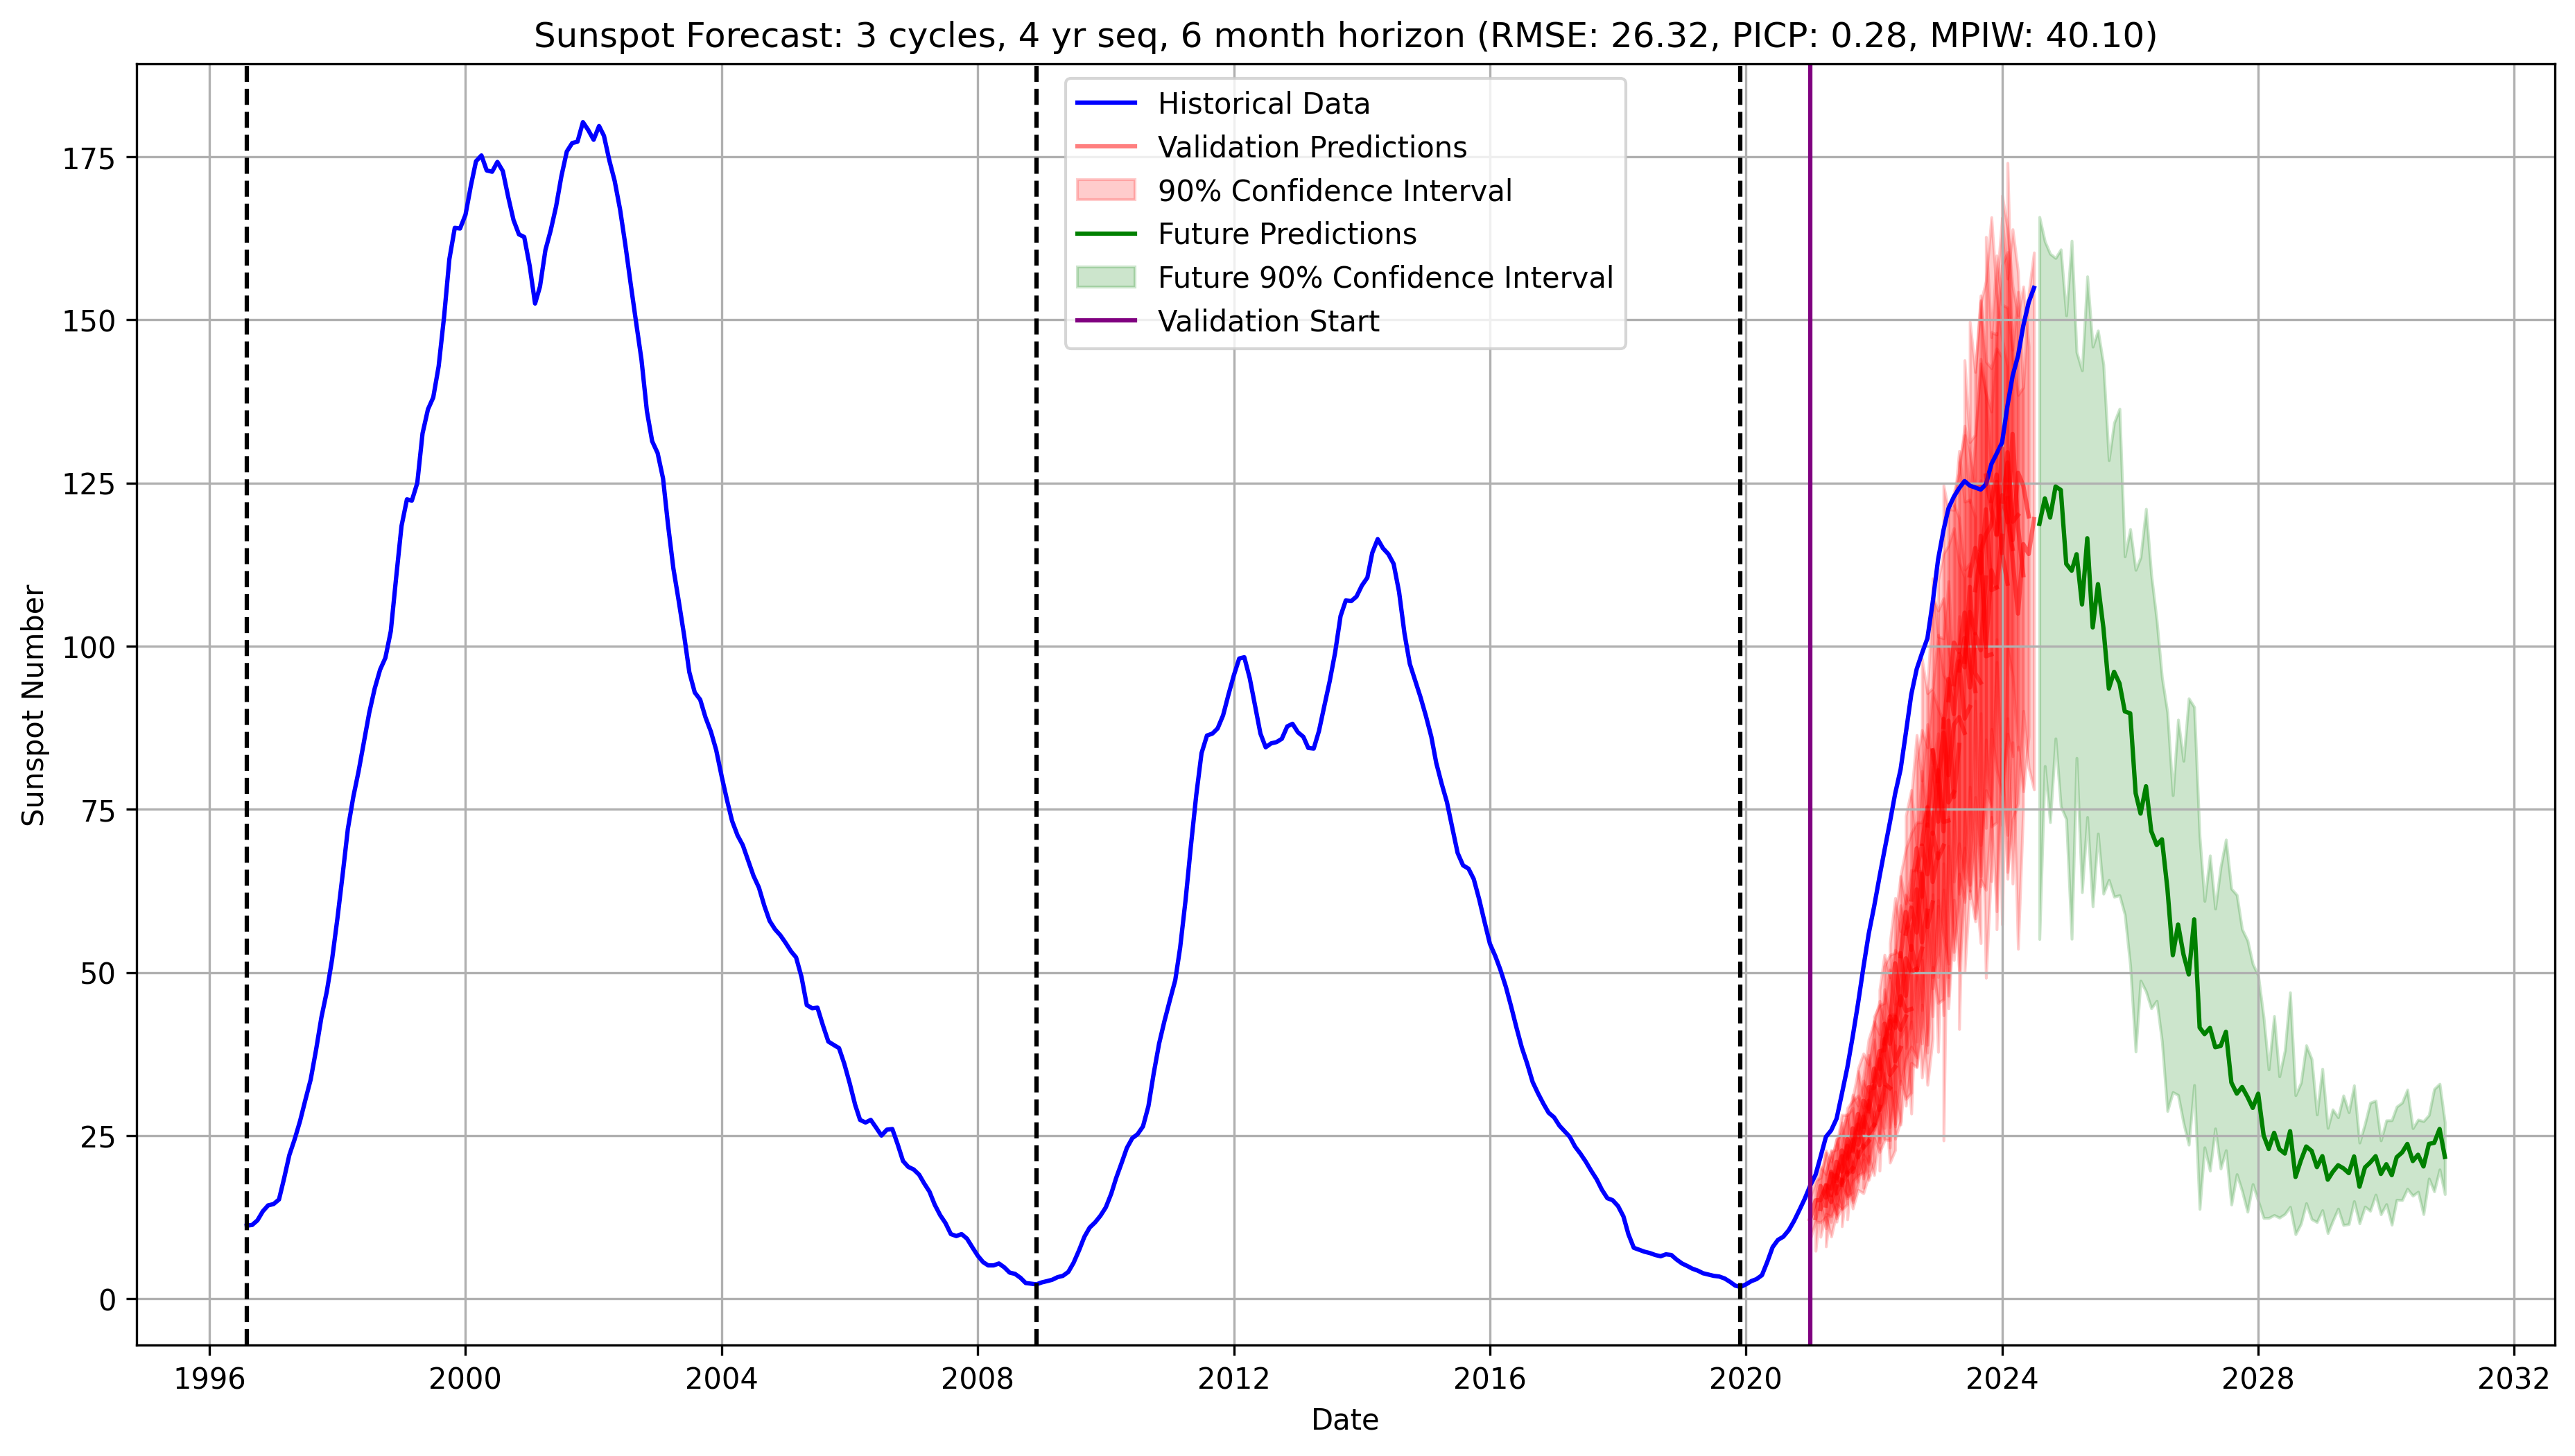 Sunspot Forecast: 3 cycles, 4 yr seq, 6 month horizon (RMSE: 26.32, PICP: 0.28, MPIW: 40.10)
Historical Data
Validation Predictions
90% Confidence Interval
Future Predictions
Future 90% Confidence Interval
Validation Start
Sunspot Number
175
150
125
100
75
50
25
0
1996 2000 2004 2008 2012 2016 2020 2024 2028 2032
Date